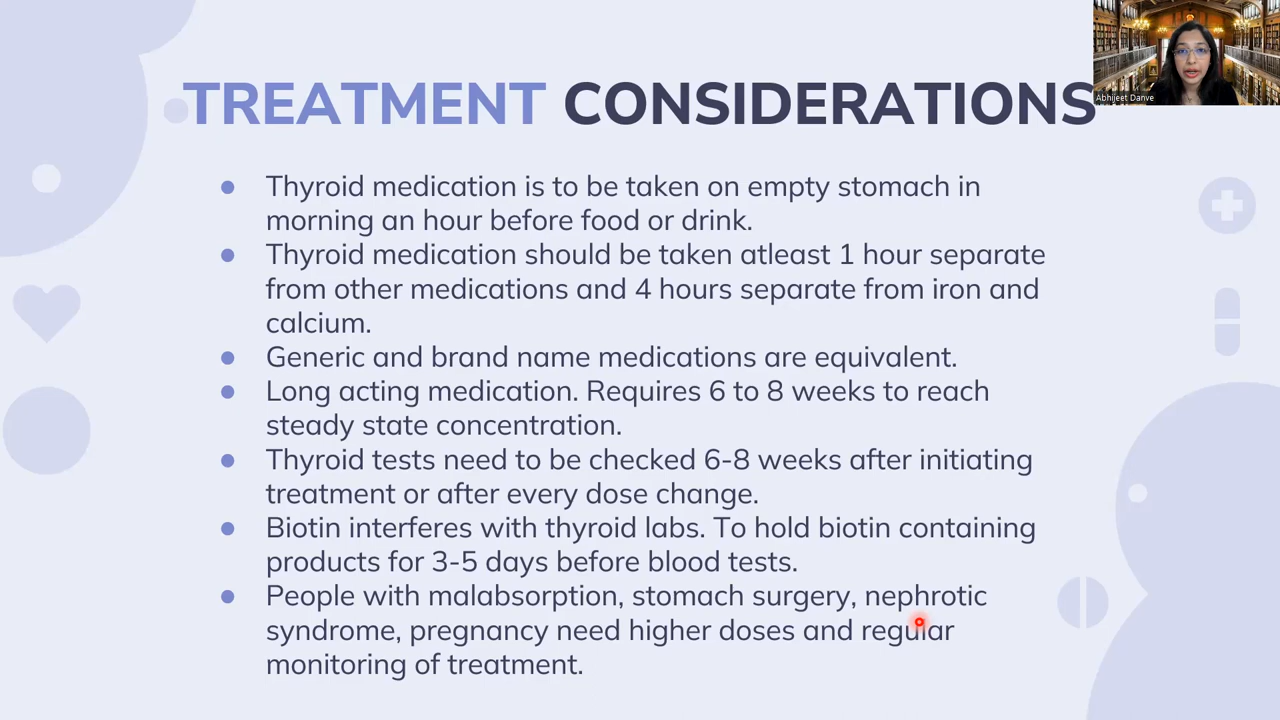 TREATMENT CONSIDERATIONS
Abhijeet Danve
● Thyroid medication is to be taken on empty stomach in
morning an hour before food or drink.
● Thyroid medication should be taken atleast 1 hour separate
from other medications and 4 hours separate from iron and
calcium.
● Generic and brand name medications are equivalent.
● Long acting medication. Requires 6 to 8 weeks to reach
steady state concentration.
● Thyroid tests need to be checked 6-8 weeks after initiating
treatment or after every dose change.
● Biotin interferes with thyroid labs. To hold biotin containing
products for 3-5 days before blood tests.
● People with malabsorption, stomach surgery, nephrotic
syndrome, pregnancy need higher doses and regular
monitoring of treatment.